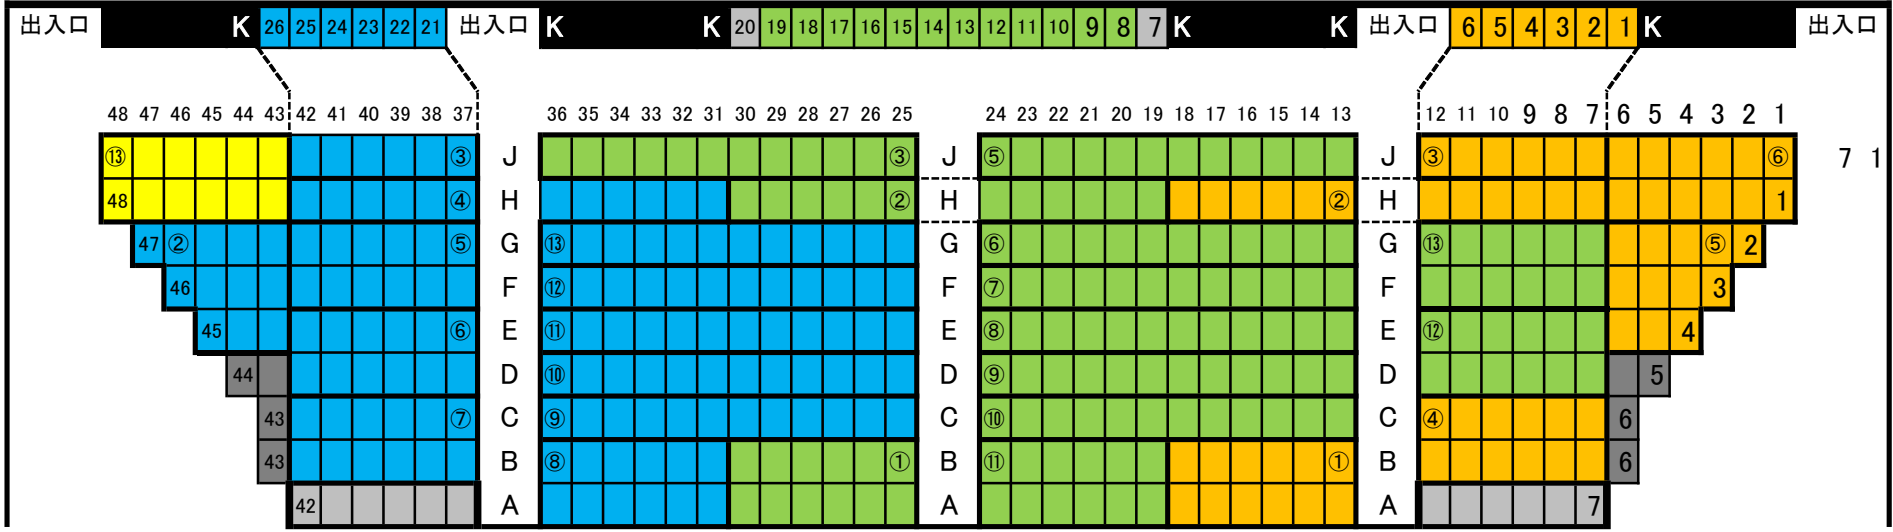 出入口 K 26 25 24 23 22 21 出入口 K K 20 19 18 17 16 15 14 13 12 11 10 9 8 7 K K 出入口 6 5 4 3 2 1 K 出入口
48 47 46 45 44 43 42 41 40 39 38 37 36 35 34 33 32 31 30 29 28 27 26 25 24 23 22 21 20 19 18 17 16 15 14 13 12 11 10 9 8 7 6 5 4 3 2 1
⑬ ③ J ③ J ⑤ J ③ ⑥ 7 1
48 ④ H ② H ② H 1
47 ② ⑤ G ⑬ G ⑥ G ⑬ ⑤ 2
46 F ⑫ F ⑦ F 3
45 ⑥ E ⑪ E ⑧ E ⑫ 4
44 D ⑩ D ⑨ D 5
43 ⑦ C ⑨ C ⑩ C ④ 6
43 B ⑧ ① B ⑪ ① B 6
42 A A A 7